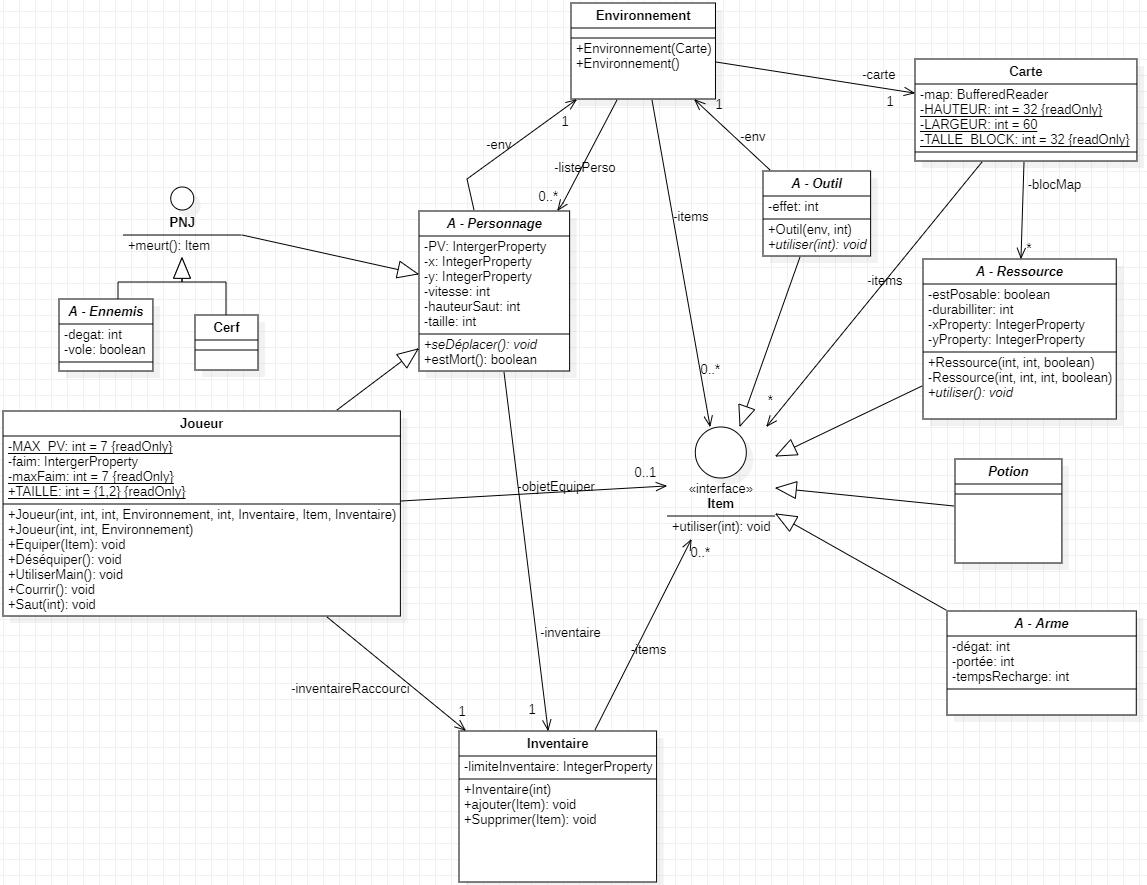 Environnement
+Environnement(Carte)
+Environnement()
-carte
1
Carte
-map: BufferedReader
-HAUTEUR: int = 32 {readOnly}
-LARGEUR: int = 60
-TALLE_BLOCK: int = 32 {readOnly}
1
-env
-listePerso
0..*
-items
0..*
1
-env
A - Outil
-effet: int
+Outil(env, int)
+utiliser(int): void
-items
*
-blocMap
*
PNJ
+meurt(): Item
A - Personnage
-PV: IntergerProperty
-x: IntegerProperty
-y: IntegerProperty
-vitesse: int
-hauteurSaut: int
-taille: int
+seDéplacer(): void
+estMort(): boolean
A - Ressource
-estPosable: boolean
-durabilliter: int
-xProperty: IntegerProperty
-yProperty: IntegerProperty
+Ressource(int, int, boolean)
-Ressource(int, int, int, boolean)
+utiliser(): void
A - Ennemis
-degat: int
-vole: boolean
Cerf
Joueur
-MAX_PV: int = 7 {readOnly}
-faim: IntergerProperty
-maxFaim: int = 7 {readOnly}
+TAILLE: int = {1,2} {readOnly}
+Joueur(int, int, int, Environnement, int, Inventaire, Item, Inventaire)
+Joueur(int, int, Environnement)
+Equiper(Item): void
+Déséquiper(): void
+UtiliserMain(): void
+Courrir(): void
+Saut(int): void
-objetEquiper
0..1
«interface»
Item
+utiliser(int): void
Potion
0..*
-items
-inventaire
1
-inventaireRaccourci
1
A - Arme
-dégat: int
-portée: int
-tempsRecharge: int
Inventaire
-limiteInventaire: IntegerProperty
+Inventaire(int)
+ajouter(Item): void
+Supprimer(Item): void